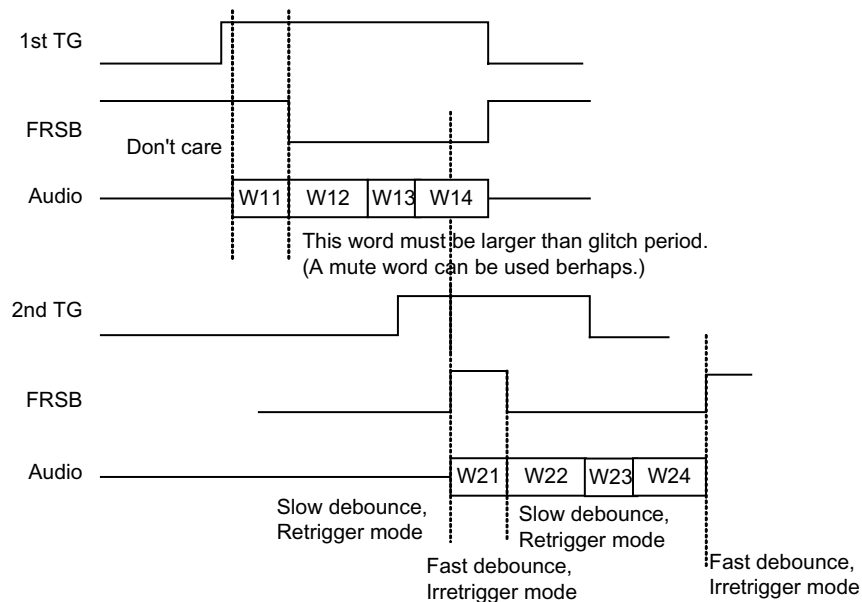 1st TG
FRSB
Don't care
Audio
W11 W12 W13 W14
This word must be larger than glitch period.
(A mute word can be used berhaps.)
2nd TG
FRSB
Audio
W21 W22 W23 W24
Slow debounce,
Retrigger mode
Slow debounce,
Retrigger mode
Fast debounce,
Irretrigger mode
Fast debounce,
Irretrigger mode